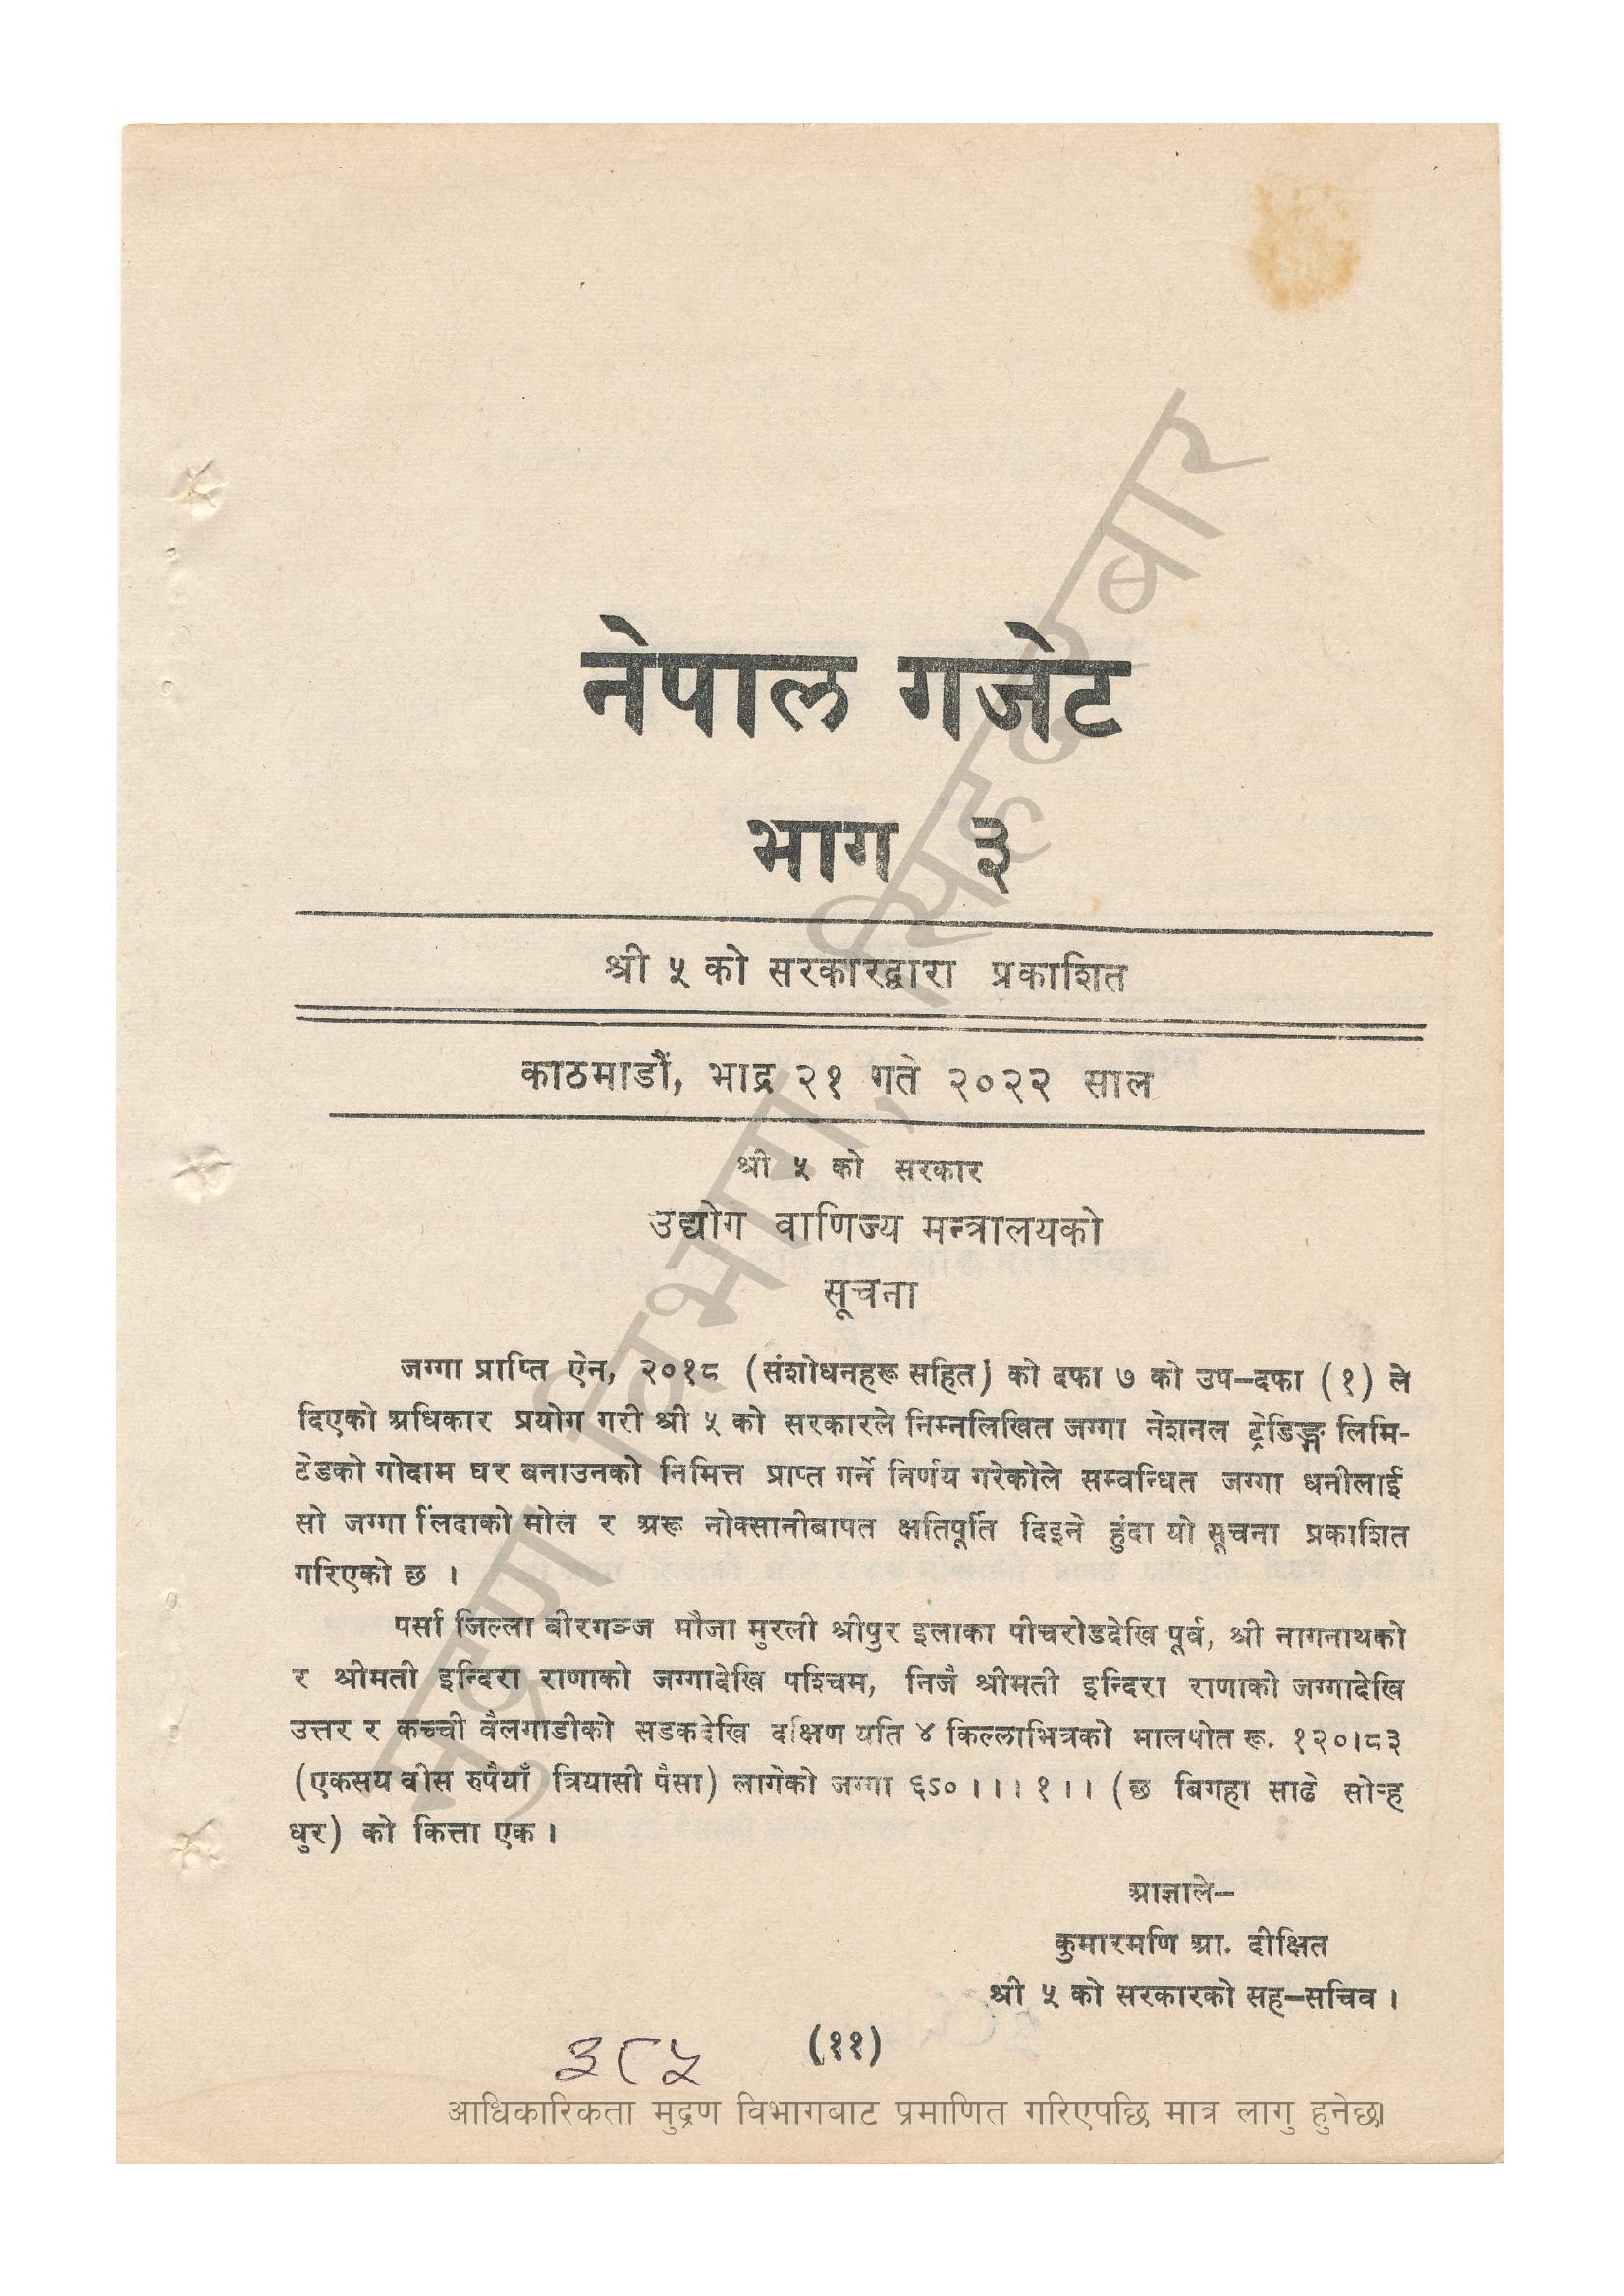 नेपाल गजेट
भाग ३
श्री ५ को सरकारद्वारा प्रकाशित
काठमाडौं, भाद्र २१ गते २०२२ साल
श्री ५ को सरकार
उद्योग वाणिज्य मन्त्रालयको
सूचना
जग्गा प्राप्ति ऐन, २०१८ (संशोधनहरू सहित) को दफा ७ को उप–दफा (१) ले
दिएको अधिकार प्रयोग गरी श्री ५ को सरकारले निम्नलिखित जग्गा नेशनल ट्रेडिङ्ग लिमि-
टेडको गोदाम घर बनाउनको निमित्त प्राप्त गर्ने निर्णय गरेकोले सम्वन्धित जग्गा धनीलाई
सो जग्गा लिंदाको मोल र अरू नोक्सानीबापत क्षतिपूर्ति दिइने हुंदा यो सूचना प्रकाशित
गरिएको छ ।
पर्सा जिल्ला वीरगञ्ज मौजा मुरली श्रीपुर इलाका पीचरोडदेखि पूर्व, श्री नागनाथको
र श्रीमती इन्दिरा राणाको जग्गादेखि पश्चिम, निजै श्रीमती इन्दिरा राणाको जग्गादेखि
उत्तर र कच्ची वैलगाडीको सडकदेखि दक्षिण यति ४ किल्लाभित्रको मालपोत रू. १२०।८३
(एकसय वीस रुपैयाँ त्रियासी पैसा) लागेको जग्गा ६ऽ० । । । १ । । (छ बिगहा साढे सोऱ्ह
धुर) को कित्ता एक ।
आज्ञाले–
कुमारमणि आ. दीक्षित
श्री ५ को सरकारको सह–सचिव ।
(११)
३८५
आधिकारिकता मुद्रण विभागबाट प्रमाणित गरिएपछि मात्र लागु हुनेछ।
मुद्रण विभाग, सिंहदरबार